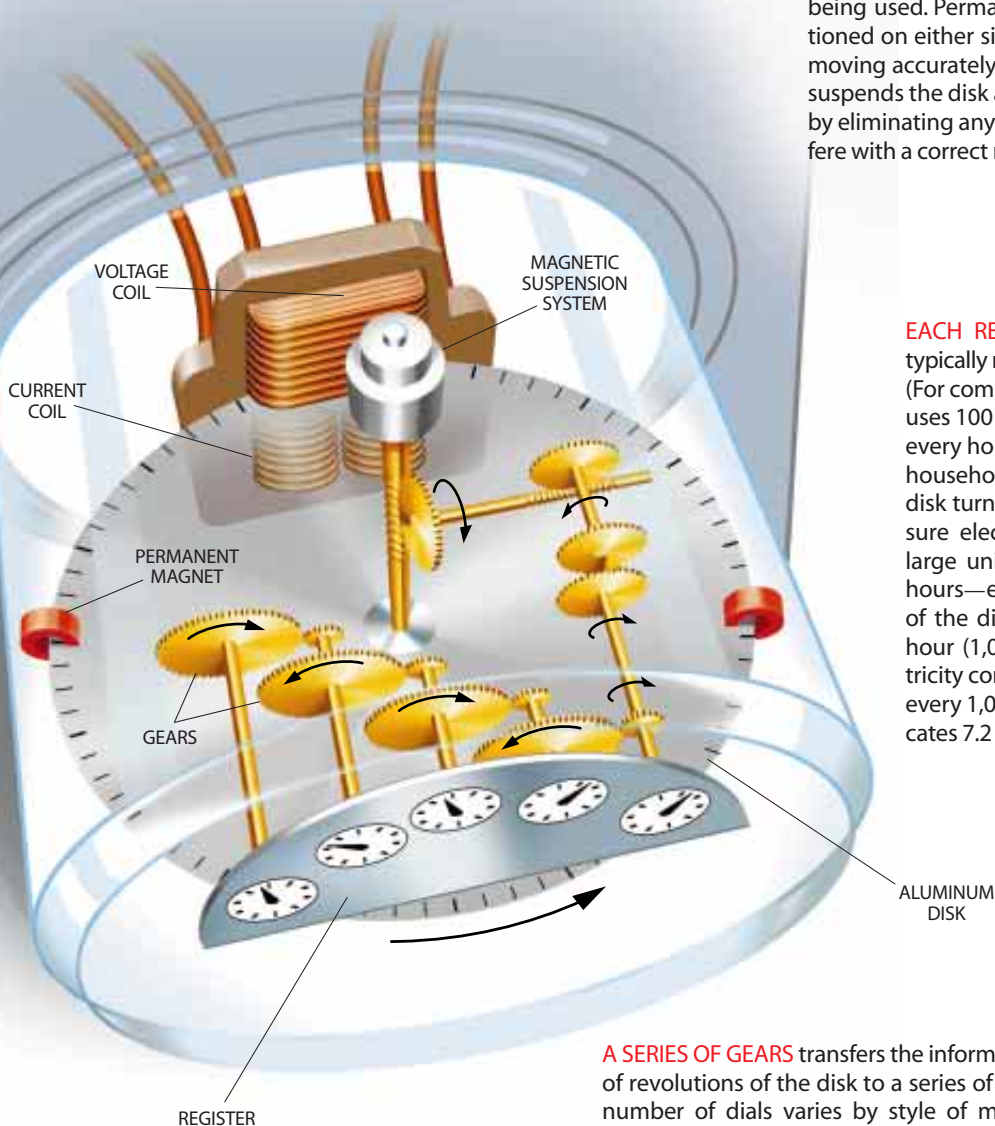 being used. Perma
tioned on either si
moving accurately
suspends the disk a
by eliminating any
fere with a correct
VOLTAGE
COIL
MAGNETIC
SUSPENSION
SYSTEM
CURRENT
COIL
EACH RE
typically
(For com
uses 100
every ho
househo
disk turn
sure elec
large un
hours—e
of the di
hour (1,0
tricity co
every 1,0
cates 7.2
PERMANENT
MAGNET
GEARS
ALUMINUM
DISK
A SERIES OF GEARS transfers the inform
of revolutions of the disk to a series of
number of dials varies by style of m
REGISTER